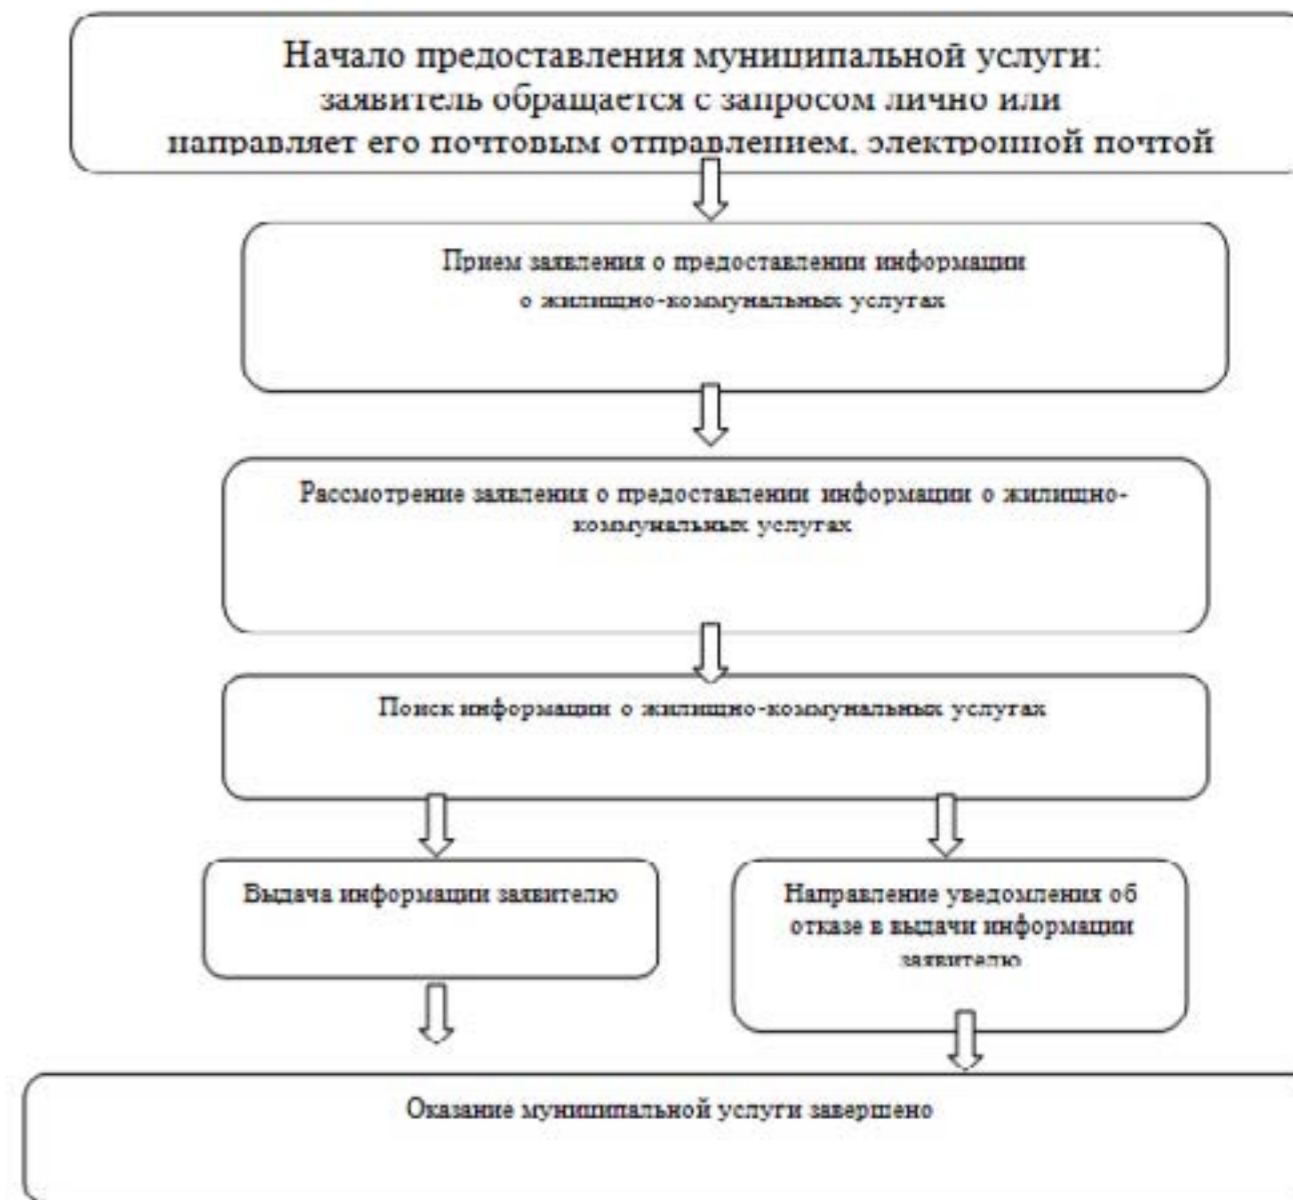 Начало предоставления муниципальной услуги:
заявитель обращается с запросом лично или
направляет его почтовым отправлением, электронной почтой
Прием заявления о предоставлении информации
о жилищно-коммунальных услугах
Рассмотрение заявления о предоставлении информации о жилищно-
коммунальных услугах
Поиск информации о жилищно-коммунальных услугах
Выдача информации заявителю
Направление уведомления об
отказе в выдачи информации
заявителю
Оказание муниципальной услуги завершено